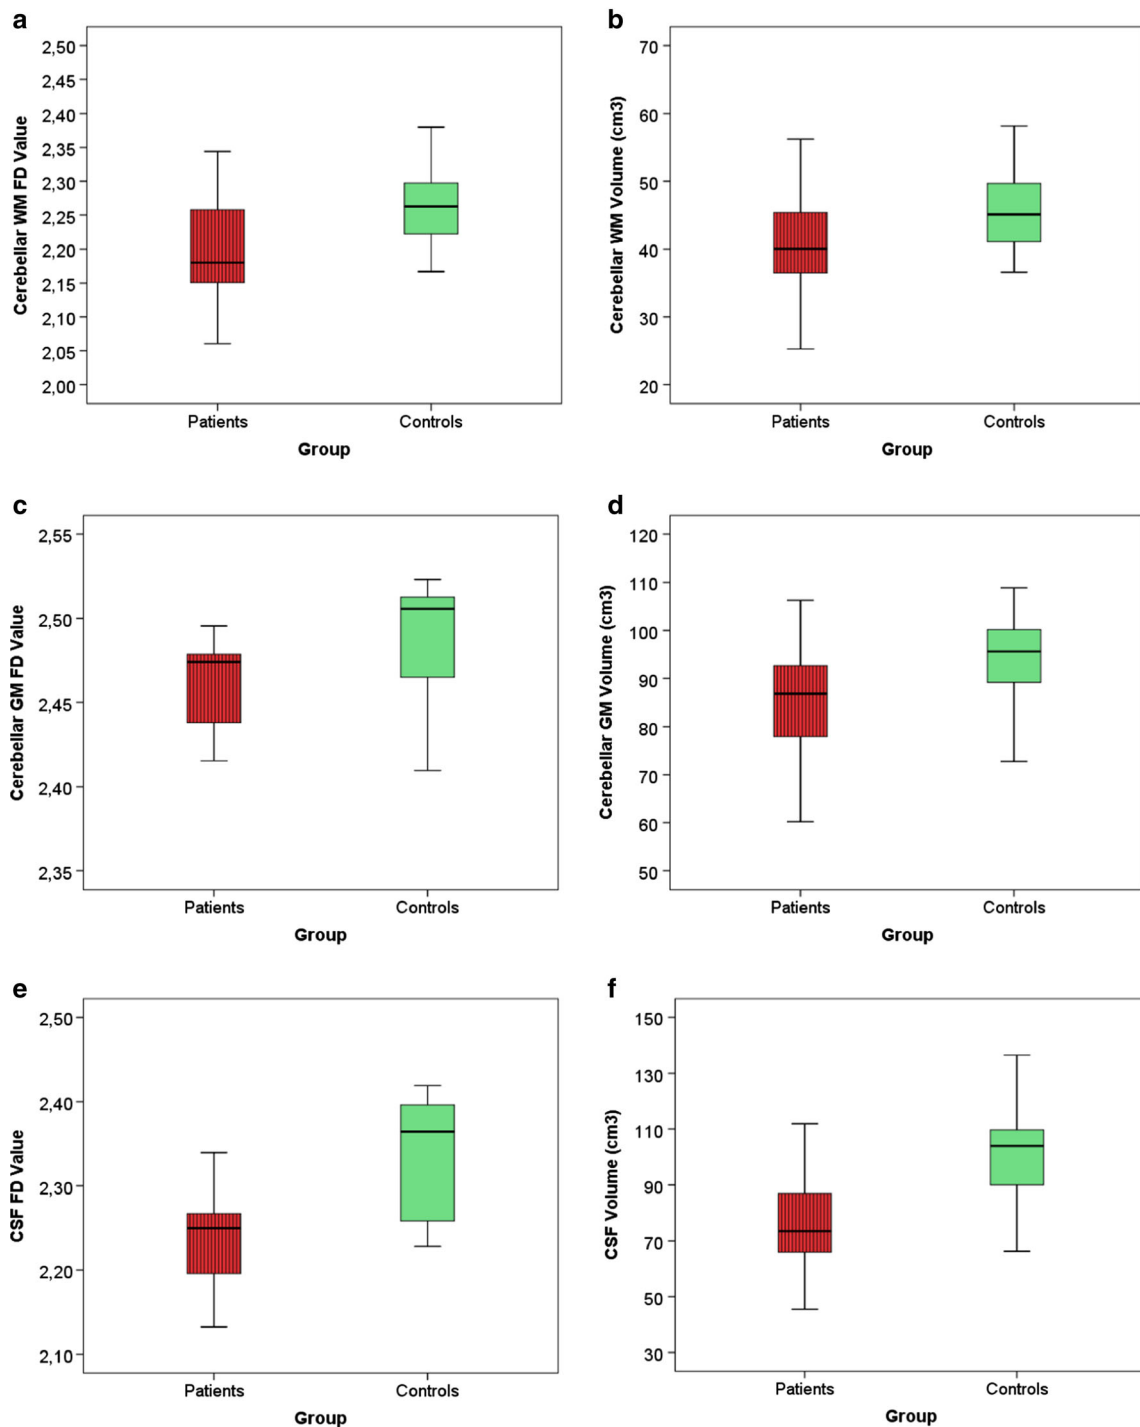 a
Cerebellar WM FD Value
2,50
2,45
2,40
2,35
2,30
2,25
2,20
2,15
2,10
2,05
2,00
Patients
Controls
Group
b
Cerebellar WM Volume (cm3)
70
60
50
40
30
20
Patients
Controls
Group
c
Cerebellar GM FD Value
2,55
2,50
2,45
2,40
2,35
Patients
Controls
Group
d
Cerebellar GM Volume (cm3)
120
110
100
90
80
70
60
50
Patients
Controls
Group
e
CSF FD Value
2,50
2,40
2,30
2,20
2,10
Patients
Controls
Group
f
CSF Volume (cm3)
150
130
110
90
70
50
30
Patients
Controls
Group